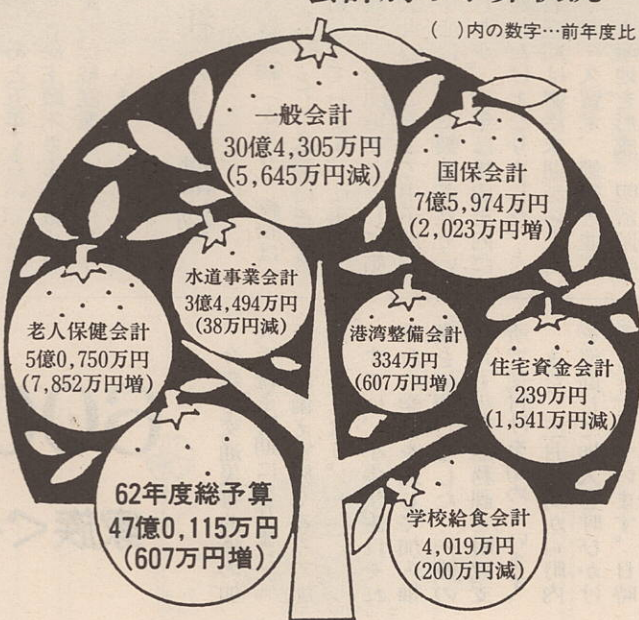 ( )内の数字…前年度比
一般会計
30億4,305万円
(5,645万円減)
国保会計
7億5,974万円
(2,023万円増)
水道事業会計
3億4,494万円
(38万円減)
老人保健会計
5億0,750万円
(7,852万円増)
港湾整備会計
334万円
(607万円増)
住宅資金会計
239万円
(1,541万円減)
62年度総予算
47億0,115万円
(607万円増)
学校給食会計
4,019万円
(200万円減)